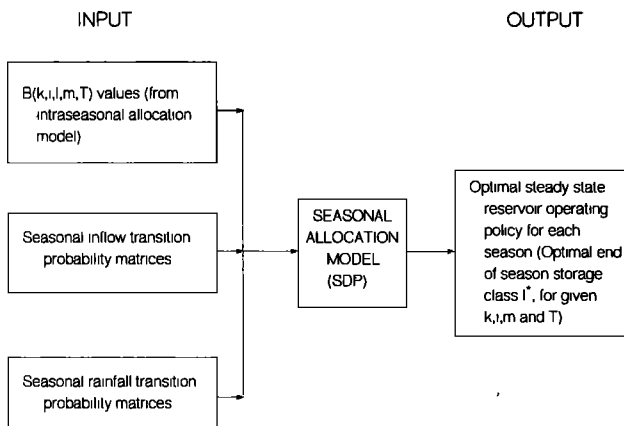 INPUT
OUTPUT
B(k,i,l,m,T) values (from
intraseasonal allocation
model)
Seasonal inflow transition
probability matrices
Seasonal rainfall transition
probability matrices
SEASONAL
ALLOCATION
MODEL
(SDP)
Optimal steady state
reservoir operating
policy for each
season (Optimal end
of season storage
class l*, for given
k,i,m and T)